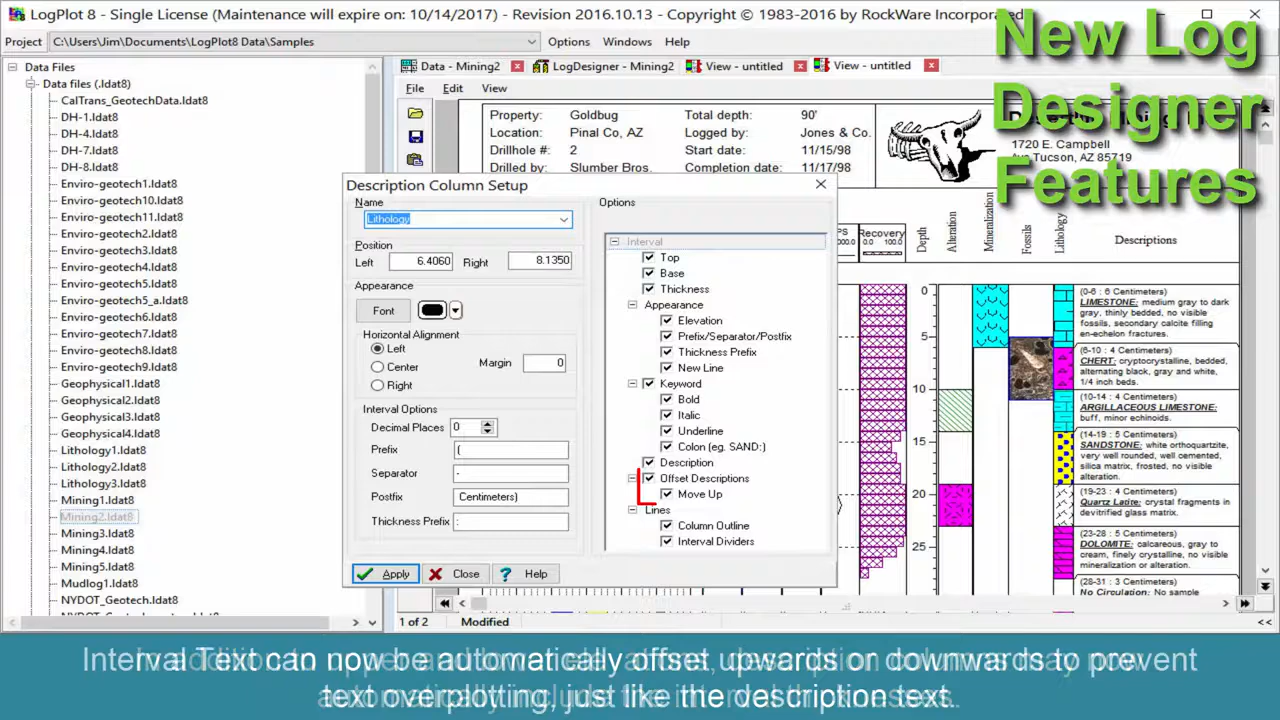 LogPlot 8 - Single License (Maintenance will expire on: 10/14/2017) - Revision 2016.10.13 - Copyright © 1983-2016 by RockWare Incorporated
New Log
Designer
Features
Project C:\Users\Jim\Documents\LogPlot8 Data\Samples Options Windows Help
Data Files
Data files (.ldat8)
CalTrans_GeotechData.ldat8
DH-1.ldat8
DH-4.ldat8
DH-7.ldat8
DH-8.ldat8
Enviro-geotech1.ldat8
Enviro-geotech10.ldat8
Enviro-geotech11.ldat8
Enviro-geotech2.ldat8
Enviro-geotech3.ldat8
Enviro-geotech4.ldat8
Enviro-geotech5.ldat8
Enviro-geotech5_a.ldat8
Enviro-geotech6.ldat8
Enviro-geotech7.ldat8
Enviro-geotech8.ldat8
Enviro-geotech9.ldat8
Geophysical1.ldat8
Geophysical2.ldat8
Geophysical3.ldat8
Geophysical4.ldat8
Lithology1.ldat8
Lithology2.ldat8
Lithology3.ldat8
Mining1.ldat8
Mining2.ldat8
Mining3.ldat8
Mining4.ldat8
Mining5.ldat8
Mudlog1.ldat8
NYDOT_Geotech.ldat8
Data - Mining2 LogDesigner - Mining2 View - untitled View - untitled
File Edit View
Property: Goldbug Total depth: 90'
Location: Pinal Co, AZ Logged by: Jones & Co.
Drillhole #: 2 Start date: 11/15/98
Drilled by: Slumber Bros. Completion date: 11/17/98
1720 E. Campbell
Ave Tucson, AZ 85719
Description Column Setup
Name
Lithology
Position
Left 6.4060 Right 8.1350
Appearance
Font
Horizontal Alignment
Left
Center Margin 0
Right
Interval Options
Decimal Places 0
Prefix (
Separator -
Postfix Centimeters)
Thickness Prefix :
Apply Close Help
Options
Interval
Top
Base
Thickness
Appearance
Elevation
Prefix/Separator/Postfix
Thickness Prefix
New Line
Keyword
Bold
Italic
Underline
Colon (eg. SAND:)
Description
Offset Descriptions
Move Up
Lines
Column Outline
Interval Dividers
Recovery
0.0 100.0
Depth
Alteration
Mineralization
Fossils
Lithology
Descriptions
0
5
10
15
20
25
(0-6 : 6 Centimeters)
LIMESTONE: medium gray to dark
gray, thinly bedded, no visible
fossils, secondary calcite filling
en-echelon fractures.
(6-10 : 4 Centimeters)
CHERT: cryptocrystalline, bedded,
alternating black, gray and white,
1/4 inch beds.
(10-14 : 4 Centimeters)
ARGILLACEOUS LIMESTONE:
buff, minor echinoids.
(14-19 : 5 Centimeters)
SANDSTONE: white orthoquartzite,
very well rounded, well cemented,
silica matrix, frosted, no visible
alteration.
(19-23 : 4 Centimeters)
Quartz Latite: crystal fragments in
devitrified glass matrix.
(23-28 : 5 Centimeters)
DOLOMITE: calcareous, gray to
cream, finely crystalline, no visible
mineralization or alteration.
(28-31 : 3 Centimeters)
No Circulation: No sample
1 of 2 Modified <<
Interval Text can now be automatically offset upwards or downwards to prevent
text overplotting, just like the description text.